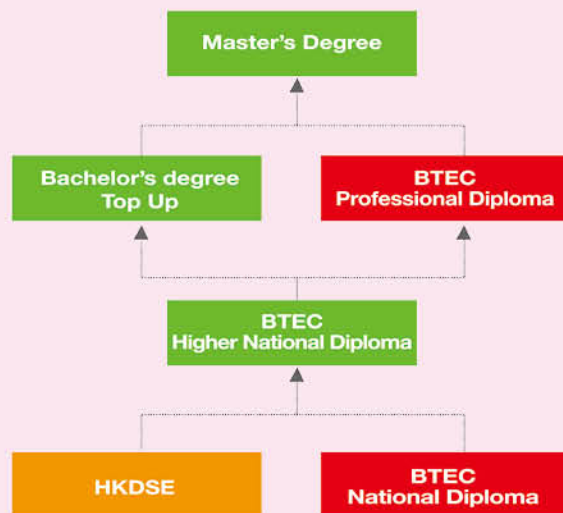 Master's Degree
Bachelor's degree
Top Up
BTEC
Professional Diploma
BTEC
Higher National Diploma
HKDSE
BTEC
National Diploma